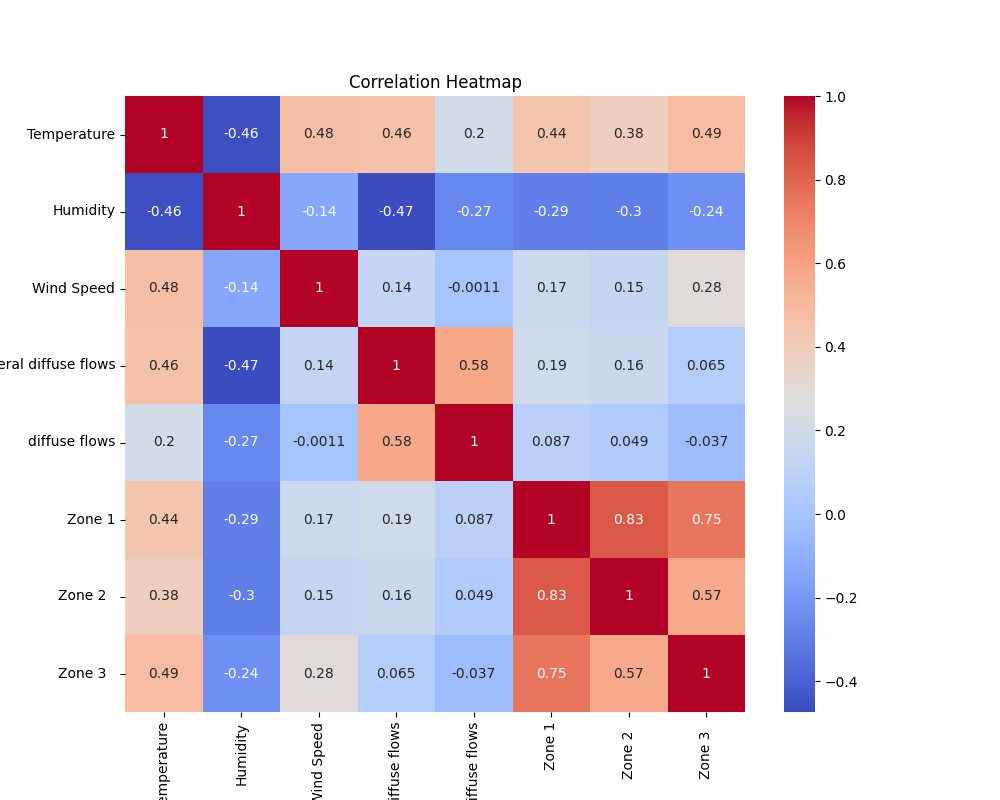 Correlation Heatmap
Temperature 1 -0.46 0.48 0.46 0.2 0.44 0.38 0.49
Humidity -0.46 1 -0.14 -0.47 -0.27 -0.29 -0.3 -0.24
Wind Speed 0.48 -0.14 1 0.14 -0.0011 0.17 0.15 0.28
eral diffuse flows 0.46 -0.47 0.14 1 0.58 0.19 0.16 0.065
diffuse flows 0.2 -0.27 -0.0011 0.58 1 0.087 0.049 -0.037
Zone 1 0.44 -0.29 0.17 0.19 0.087 1 0.83 0.75
Zone 2 0.38 -0.3 0.15 0.16 0.049 0.83 1 0.57
Zone 3 0.49 -0.24 0.28 0.065 -0.037 0.75 0.57 1
emperature
Humidity
Wind Speed
iffuse flows
iffuse flows
Zone 1
Zone 2
Zone 3
1.0
0.8
0.6
0.4
0.2
0.0
−0.2
−0.4